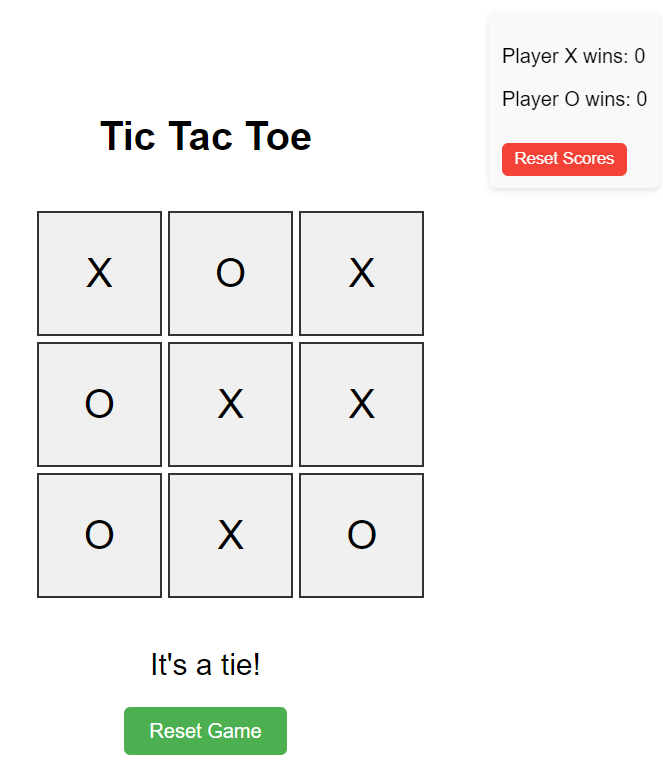 Player X wins: 0
Player O wins: 0
Reset Scores
Tic Tac Toe
X O X
O X X
O X O
It's a tie!
Reset Game